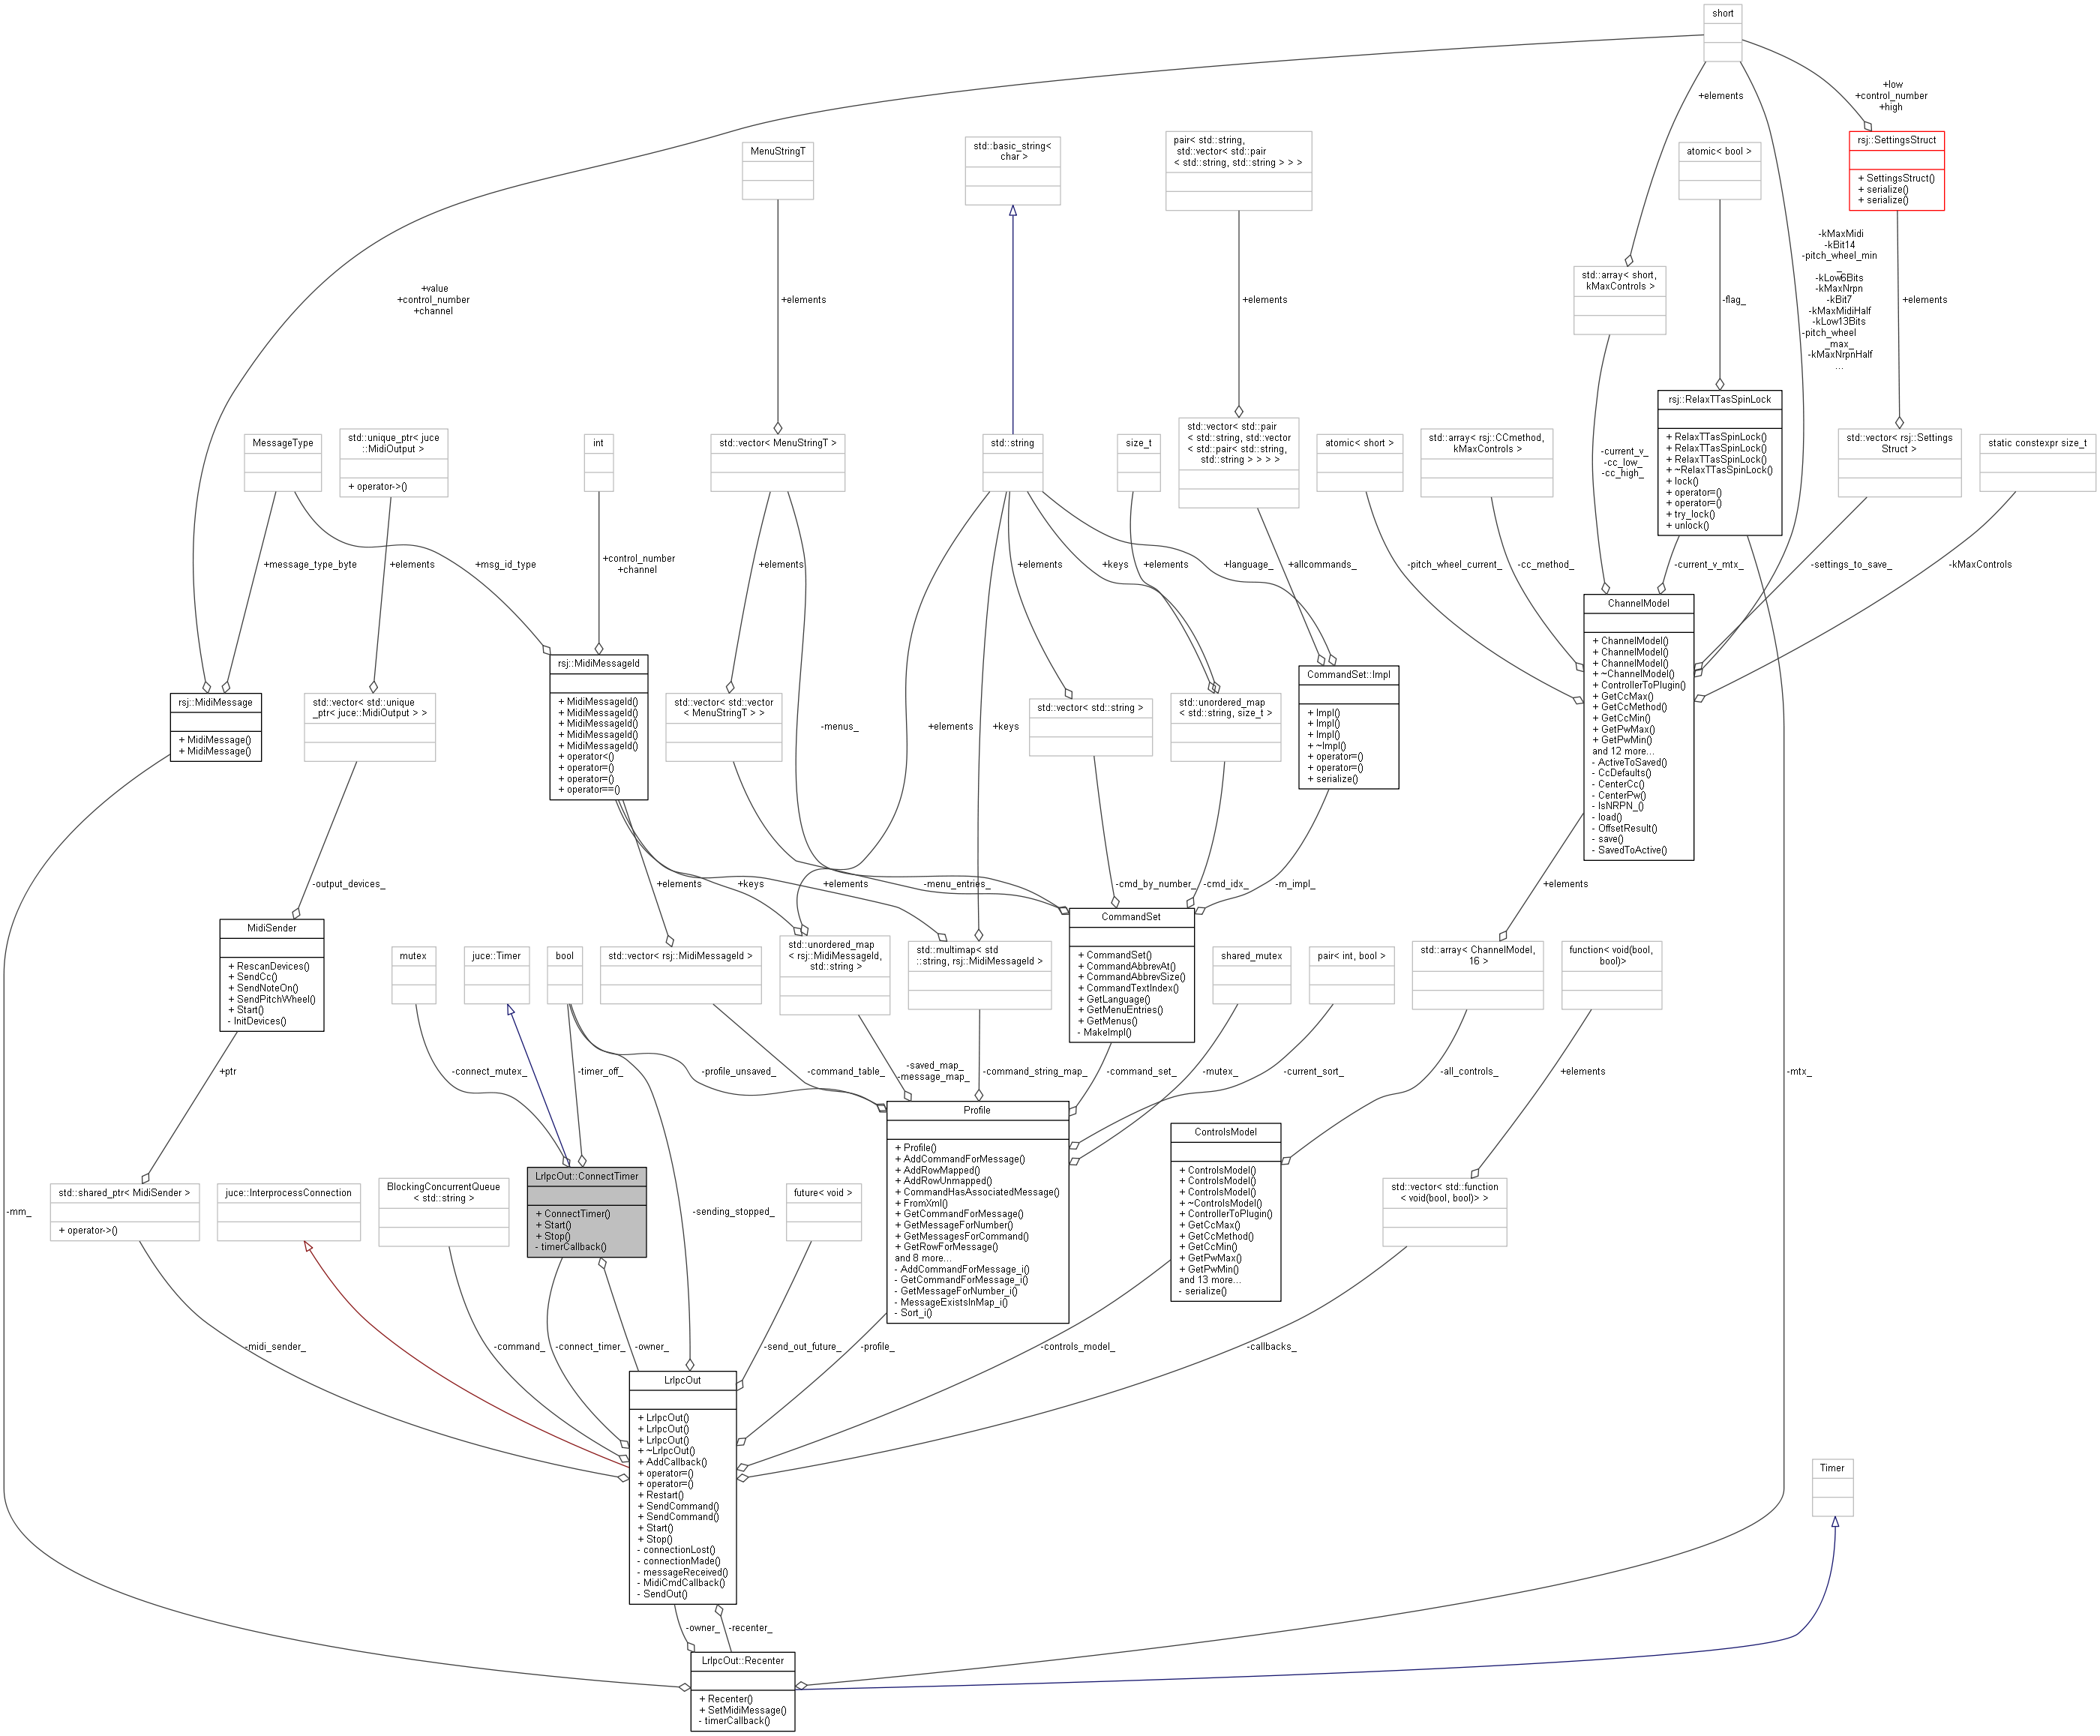 short
+low
+control_number
+high
+elements
rsj::SettingsStruct
+ SettingsStruct()
+ serialize()
+ serialize()
MenuStringT
std::basic_string<
char >
pair< std::string,
std::vector< std::pair
< std::string, std::string > > >
atomic< bool >
-kMaxMidi
-kBit14
-pitch_wheel_min
_
-kLow6Bits
-kMaxNrpn
-kBit7
-kMaxMidiHalf
-kLow13Bits
-pitch_wheel
_max_
-kMaxNrpnHalf
...
std::array< short,
kMaxControls >
+value
+control_number
+channel
+elements
+elements
-flag_
+elements
rsj::RelaxTTasSpinLock
+ RelaxTTasSpinLock()
+ RelaxTTasSpinLock()
+ RelaxTTasSpinLock()
+ ~RelaxTTasSpinLock()
+ lock()
+ operator=()
+ operator=()
+ try_lock()
+ unlock()
MessageType
std::unique_ptr< juce
::MidiOutput >
+ operator->()
int
std::vector< MenuStringT >
std::string
size_t
std::vector< std::pair
< std::string, std::vector
< std::pair< std::string,
std::string > > > >
atomic< short >
std::array< rsj::CCmethod,
kMaxControls >
-current_v_
-cc_low_
-cc_high_
std::vector< rsj::Settings
Struct >
static constexpr size_t
+message_type_byte
+elements
+msg_id_type
+control_number
+channel
+elements
+elements
+keys
+elements
+language_
+allcommands_
-pitch_wheel_current_
-cc_method_
-current_v_mtx_
-settings_to_save_
-kMaxControls
ChannelModel
+ ChannelModel()
+ ChannelModel()
+ ChannelModel()
+ ~ChannelModel()
+ ControllerToPlugin()
+ GetCcMax()
+ GetCcMethod()
+ GetCcMin()
+ GetPwMax()
+ GetPwMin()
and 12 more...
- ActiveToSaved()
- CcDefaults()
- CenterCc()
- CenterPw()
- IsNRPN_()
- load()
- OffsetResult()
- save()
- SavedToActive()
rsj::MidiMessage
+ MidiMessage()
+ MidiMessage()
std::vector< std::unique
_ptr< juce::MidiOutput > >
rsj::MidiMessageId
+ MidiMessageId()
+ MidiMessageId()
+ MidiMessageId()
+ MidiMessageId()
+ MidiMessageId()
+ operator<()
+ operator=()
+ operator=()
+ operator==()
std::vector< std::vector
< MenuStringT > >
-menus_
+elements
+keys
std::vector< std::string >
std::unordered_map
< std::string, size_t >
CommandSet::Impl
+ Impl()
+ Impl()
+ Impl()
+ ~Impl()
+ operator=()
+ operator=()
+ serialize()
-output_devices_
+elements
+keys
+elements
-menu_entries_
-cmd_by_number_
-cmd_idx_
-m_impl_
+elements
MidiSender
+ RescanDevices()
+ SendCc()
+ SendNoteOn()
+ SendPitchWheel()
+ Start()
- InitDevices()
mutex
juce::Timer
bool
std::vector< rsj::MidiMessageId >
std::unordered_map
< rsj::MidiMessageId,
std::string >
std::multimap< std
::string, rsj::MidiMessageId >
CommandSet
+ CommandSet()
+ CommandAbbrevAt()
+ CommandAbbrevSize()
+ CommandTextIndex()
+ GetLanguage()
+ GetMenuEntries()
+ GetMenus()
- MakeImpl()
shared_mutex
pair< int, bool >
std::array< ChannelModel,
16 >
function< void(bool,
bool)>
+ptr
-connect_mutex_
-timer_off_
-profile_unsaved_
-command_table_
-saved_map_
-message_map_
-command_string_map_
-command_set_
-mutex_
-current_sort_
-all_controls_
+elements
-mtx_
Profile
+ Profile()
+ AddCommandForMessage()
+ AddRowMapped()
+ AddRowUnmapped()
+ CommandHasAssociatedMessage()
+ FromXml()
+ GetCommandForMessage()
+ GetMessageForNumber()
+ GetMessagesForCommand()
+ GetRowForMessage()
and 8 more...
- AddCommandForMessage_i()
- GetCommandForMessage_i()
- GetMessageForNumber_i()
- MessageExistsInMap_i()
- Sort_i()
ControlsModel
+ ControlsModel()
+ ControlsModel()
+ ControlsModel()
+ ~ControlsModel()
+ ControllerToPlugin()
+ GetCcMax()
+ GetCcMethod()
+ GetCcMin()
+ GetPwMax()
+ GetPwMin()
and 13 more...
- serialize()
-mm_
std::shared_ptr< MidiSender >
+ operator->()
juce::InterprocessConnection
BlockingConcurrentQueue
< std::string >
LrIpcOut::ConnectTimer
+ ConnectTimer()
+ Start()
+ Stop()
- timerCallback()
-sending_stopped_
future< void >
std::vector< std::function
< void(bool, bool)> >
-midi_sender_
-command_
-connect_timer_
-owner_
-send_out_future_
-profile_
-controls_model_
-callbacks_
LrIpcOut
+ LrIpcOut()
+ LrIpcOut()
+ LrIpcOut()
+ ~LrIpcOut()
+ AddCallback()
+ operator=()
+ operator=()
+ Restart()
+ SendCommand()
+ SendCommand()
+ Start()
+ Stop()
- connectionLost()
- connectionMade()
- messageReceived()
- MidiCmdCallback()
- SendOut()
Timer
-owner_
-recenter_
LrIpcOut::Recenter
+ Recenter()
+ SetMidiMessage()
- timerCallback()